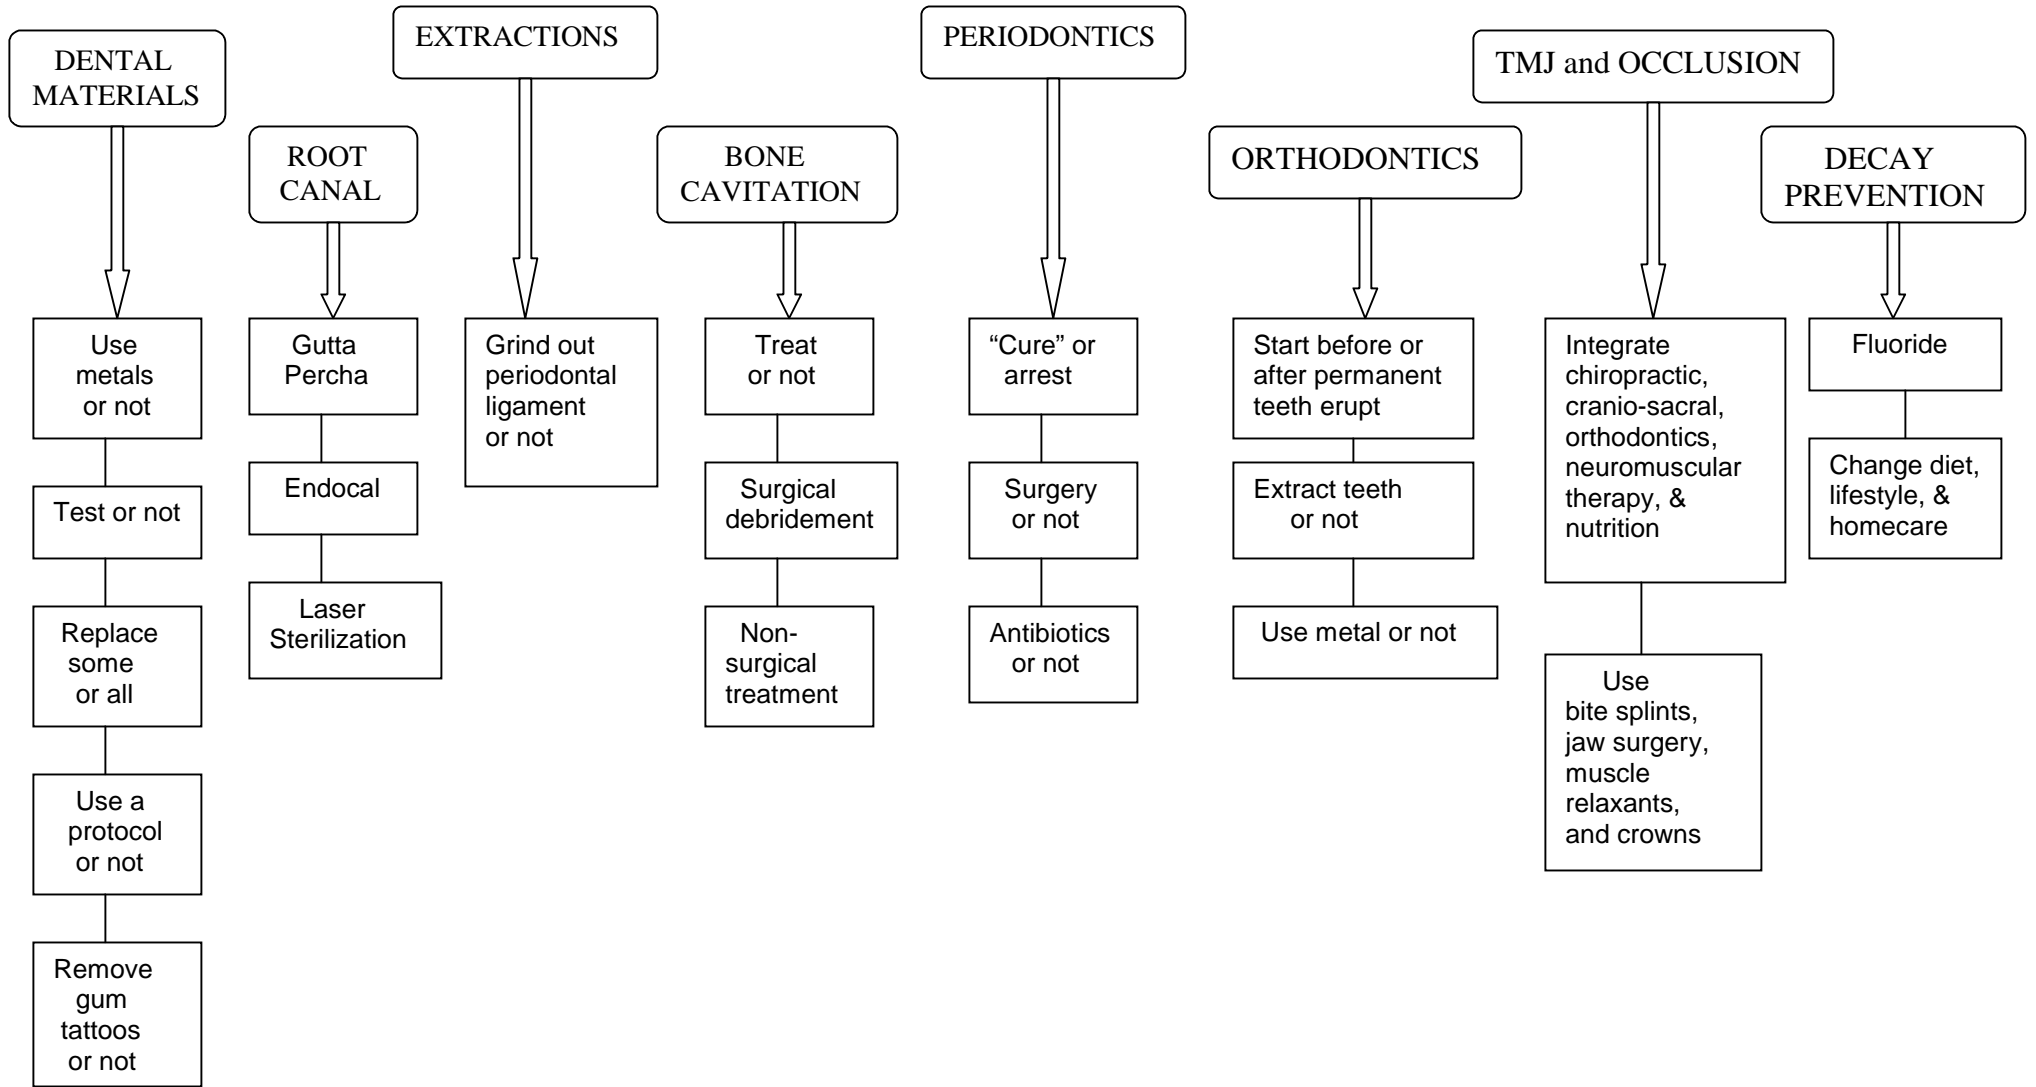 DENTAL
MATERIALS
Use
metals
or not
Test or not
Replace
some
or all
Use a
protocol
or not
Remove
gum
tattoos
or not
ROOT
CANAL
Gutta
Percha
Endocal
Laser
Sterilization
EXTRACTIONS
Grind out
periodontal
ligament
or not
BONE
CAVITATION
Treat
or not
Surgical
debridement
Non-
surgical
treatment
PERIODONTICS
“Cure” or
arrest
Surgery
or not
Antibiotics
or not
ORTHODONTICS
Start before or
after permanent
teeth erupt
Extract teeth
or not
Use metal or not
TMJ and OCCLUSION
Integrate
chiropractic,
cranio-sacral,
orthodontics,
neuromuscular
therapy, &
nutrition
Use
bite splints,
jaw surgery,
muscle
relaxants,
and crowns
DECAY
PREVENTION
Fluoride
Change diet,
lifestyle, &
homecare